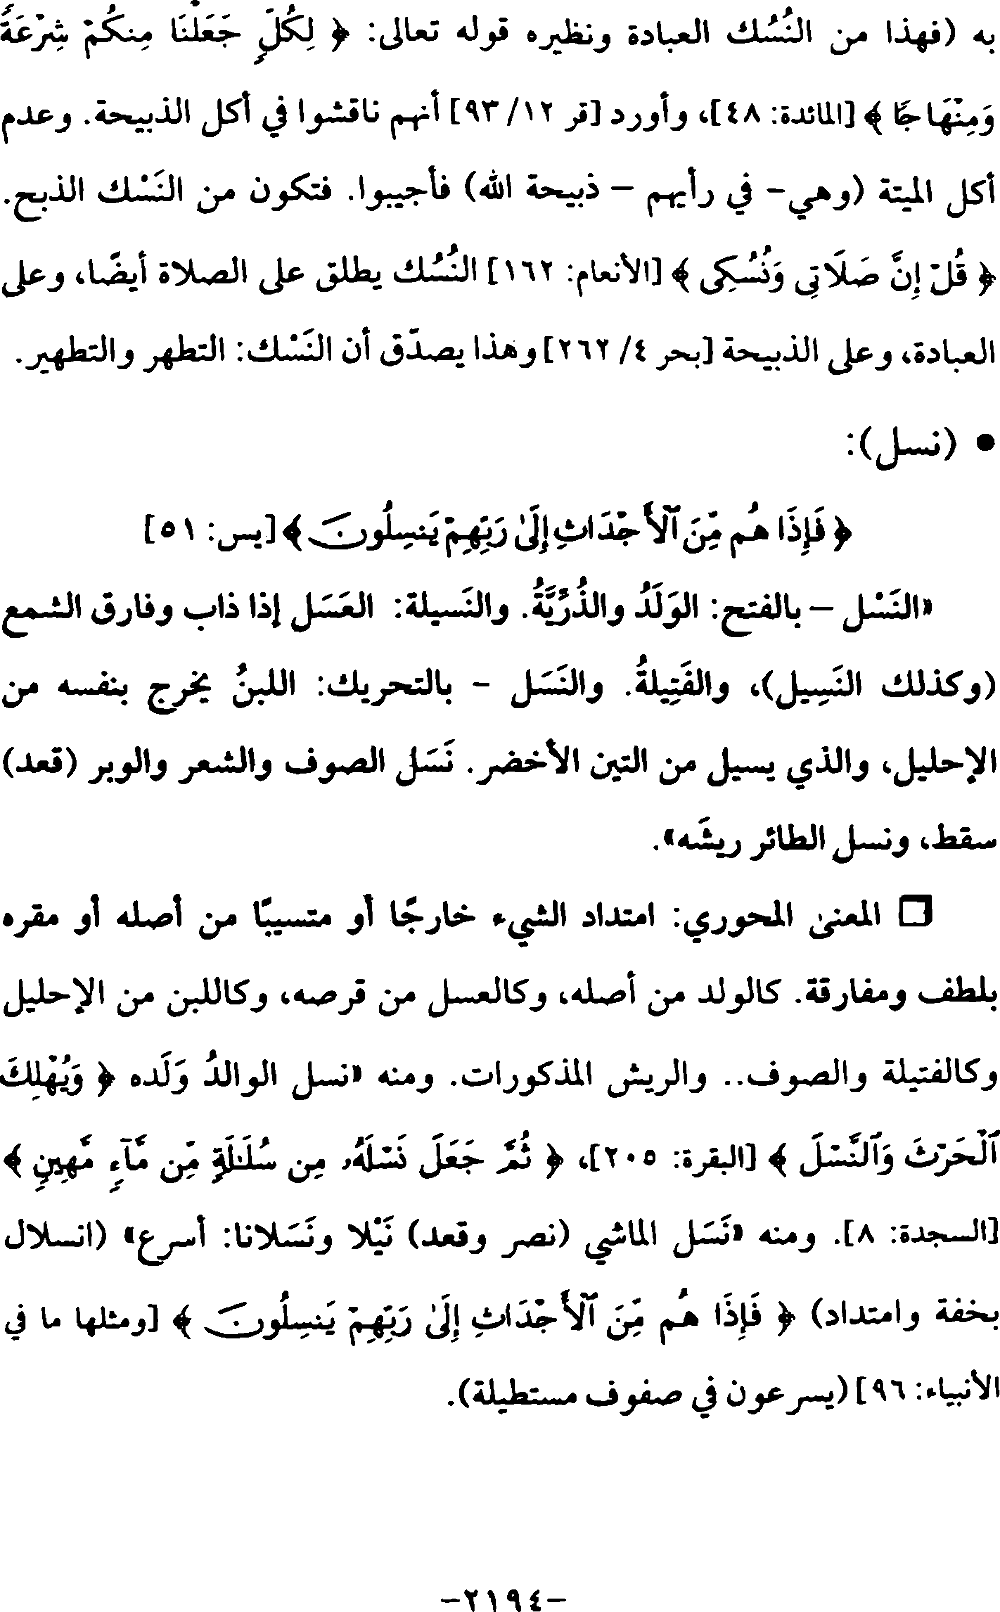 به (فهذا من النُسُك العبادة ونظيره قوله تعالى: ﴿ لِكُلٍّ جَعَلْنَا مِنكُمْ شِرْعَةً
وَمِنْهَاجًا ﴾ [المائدة: ٤٨]، وأورد [قر ١٢/ ٩٣] أنهم ناقشوا في أكل الذبيحة. وعدم
أكل الميتة (وهي- في رأيهم – ذبيحة الله) فأجيبوا. فتكون من النَسْك الذبح.
﴿ قُلْ إِنَّ صَلَاتِى وَنُسُكِى ﴾ [الأنعام: ١٦٢] النُسُك يطلق على الصلاة أيضًا، وعلى
العبادة، وعلى الذبيحة [بحر ٤/ ٢٦٢] وهذا يصدّق أن النَسْك: التطهر والتطهير.
• (نسل):
﴿ فَإِذَا هُم مِّنَ ٱلْأَجْدَاثِ إِلَىٰ رَبِّهِمْ يَنسِلُونَ ﴾ [يس: ٥١]
«النَسْل – بالفتح: الوَلَدُ والذُرِّيَّةُ. والنَسيلة: العَسَل إذا ذاب وفارق الشمع
(وكذلك النَسِيل)، والفَتِيلةُ. والنَسَل - بالتحريك: اللبنُ يخرج بنفسه من
الإحليل، والذي يسيل من التين الأخضر. نَسَل الصوف والشعر والوبر (قعد)
سقط، ونسل الطائر ريشَه».
❒ المعنىٰ المحوري: امتداد الشيء خارجًا أو متسيبًا من أصله أو مقره
بلطف ومفارقة. كالولد من أصله، وكالعسل من قرصه، وكاللبن من الإحليل
وكالفتيلة والصوف.. والريش المذكورات. ومنه «نسل الوالدُ وَلَده ﴿ وَيُهْلِكَ
ٱلْحَرْثَ وَٱلنَّسْلَ ﴾ [البقرة: ٢٠٥]، ﴿ ثُمَّ جَعَلَ نَسْلَهُۥ مِن سُلَٰلَةٍ مِّن مَّآءٍ مَّهِينٍ ﴾
[السجدة: ٨]. ومنه «نَسَل الماشي (نصر وقعد) نَيْلا ونَسَلانا: أسرع» (انسلال
بخفة وامتداد) ﴿ فَإِذَا هُم مِّنَ ٱلْأَجْدَاثِ إِلَىٰ رَبِّهِمْ يَنسِلُونَ ﴾ [ومثلها ما في
الأنبياء: ٩٦] (يسرعون في صفوف مستطيلة).
-٢١٩٤-